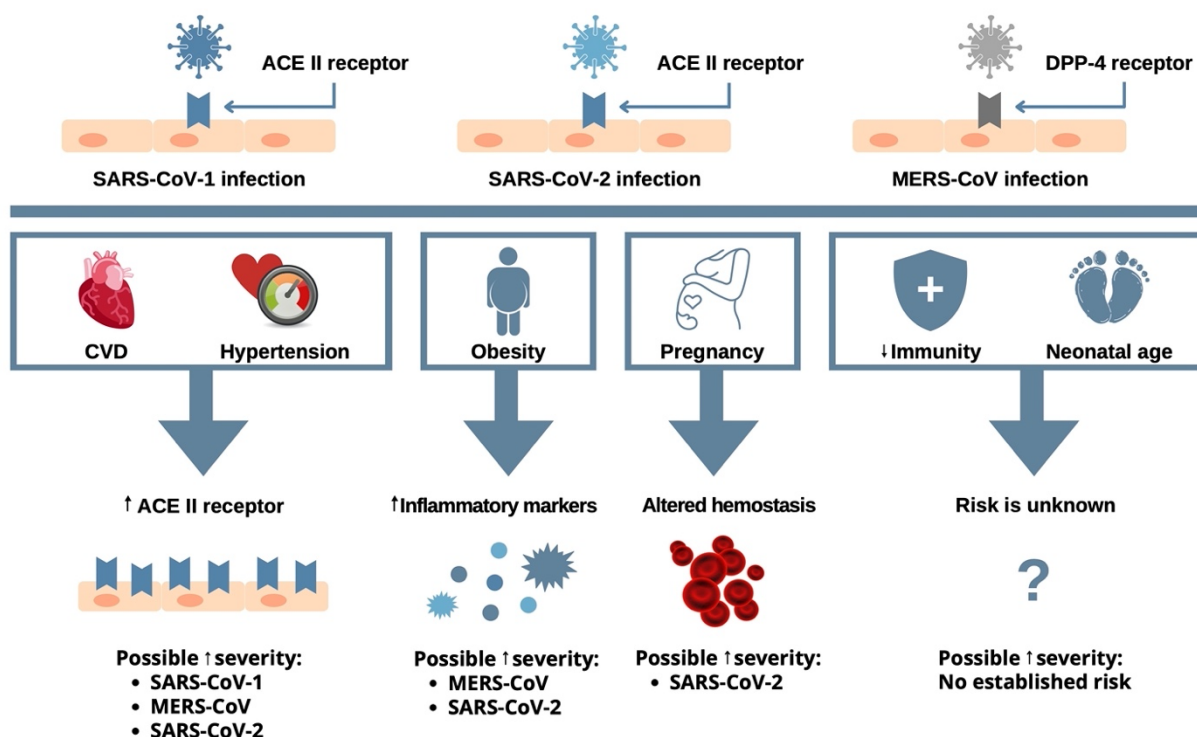 ACE II receptor
ACE II receptor
DPP-4 receptor
SARS-CoV-1 infection
SARS-CoV-2 infection
MERS-CoV infection
CVD
Hypertension
Obesity
Pregnancy
↓Immunity
Neonatal age
↑ ACE II receptor
↑Inflammatory markers
Altered hemostasis
Risk is unknown
?
Possible ↑severity:
• SARS-CoV-1
• MERS-CoV
• SARS-CoV-2
Possible ↑severity:
• MERS-CoV
• SARS-CoV-2
Possible ↑severity:
• SARS-CoV-2
Possible ↑severity:
No established risk